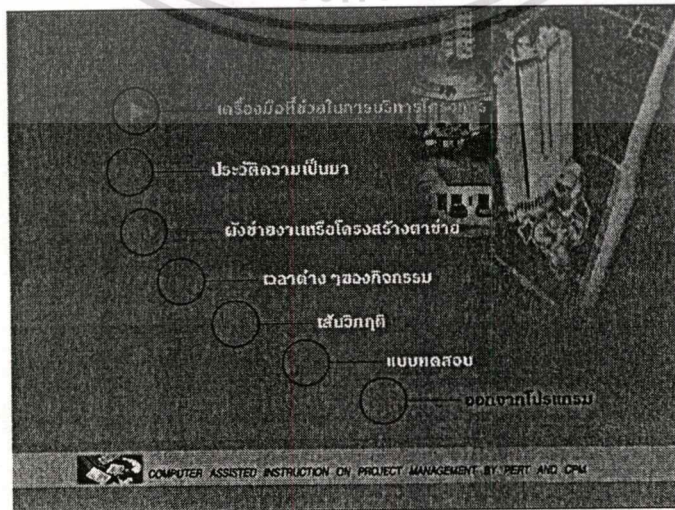 เครื่องมือที่ช่วยในการบริหารโครงการ
ประวัติความเป็นมา
ผังข่ายงานหรือโครงสร้างตาข่าย
เวลาต่าง ๆของกิจกรรม
เส้นวิกฤติ
แบบทดสอบ
ออกจากโปรแกรม
COMPUTER ASSISTED INSTRUCTION ON PROJECT MANAGEMENT BY PERT AND CPM